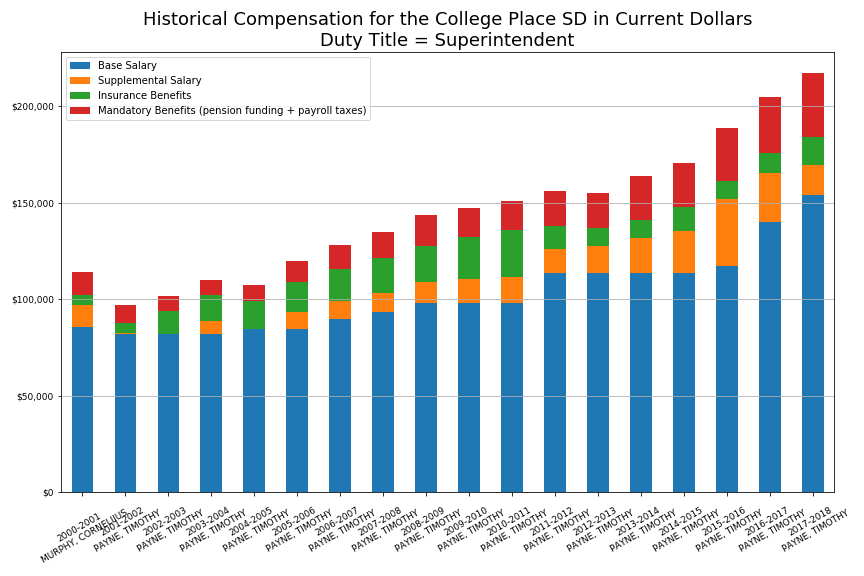 Historical Compensation for the College Place SD in Current Dollars
Duty Title = Superintendent
Base Salary
Supplemental Salary
Insurance Benefits
Mandatory Benefits (pension funding + payroll taxes)
$200,000
$150,000
$100,000
$50,000
$0
2000-2001
MURPHY, CORNELIUS
2001-2002
PAYNE, TIMOTHY
2002-2003
PAYNE, TIMOTHY
2003-2004
PAYNE, TIMOTHY
2004-2005
PAYNE, TIMOTHY
2005-2006
PAYNE, TIMOTHY
2006-2007
PAYNE, TIMOTHY
2007-2008
PAYNE, TIMOTHY
2008-2009
PAYNE, TIMOTHY
2009-2010
PAYNE, TIMOTHY
2010-2011
PAYNE, TIMOTHY
2011-2012
PAYNE, TIMOTHY
2012-2013
PAYNE, TIMOTHY
2013-2014
PAYNE, TIMOTHY
2014-2015
PAYNE, TIMOTHY
2015-2016
PAYNE, TIMOTHY
2016-2017
PAYNE, TIMOTHY
2017-2018
PAYNE, TIMOTHY